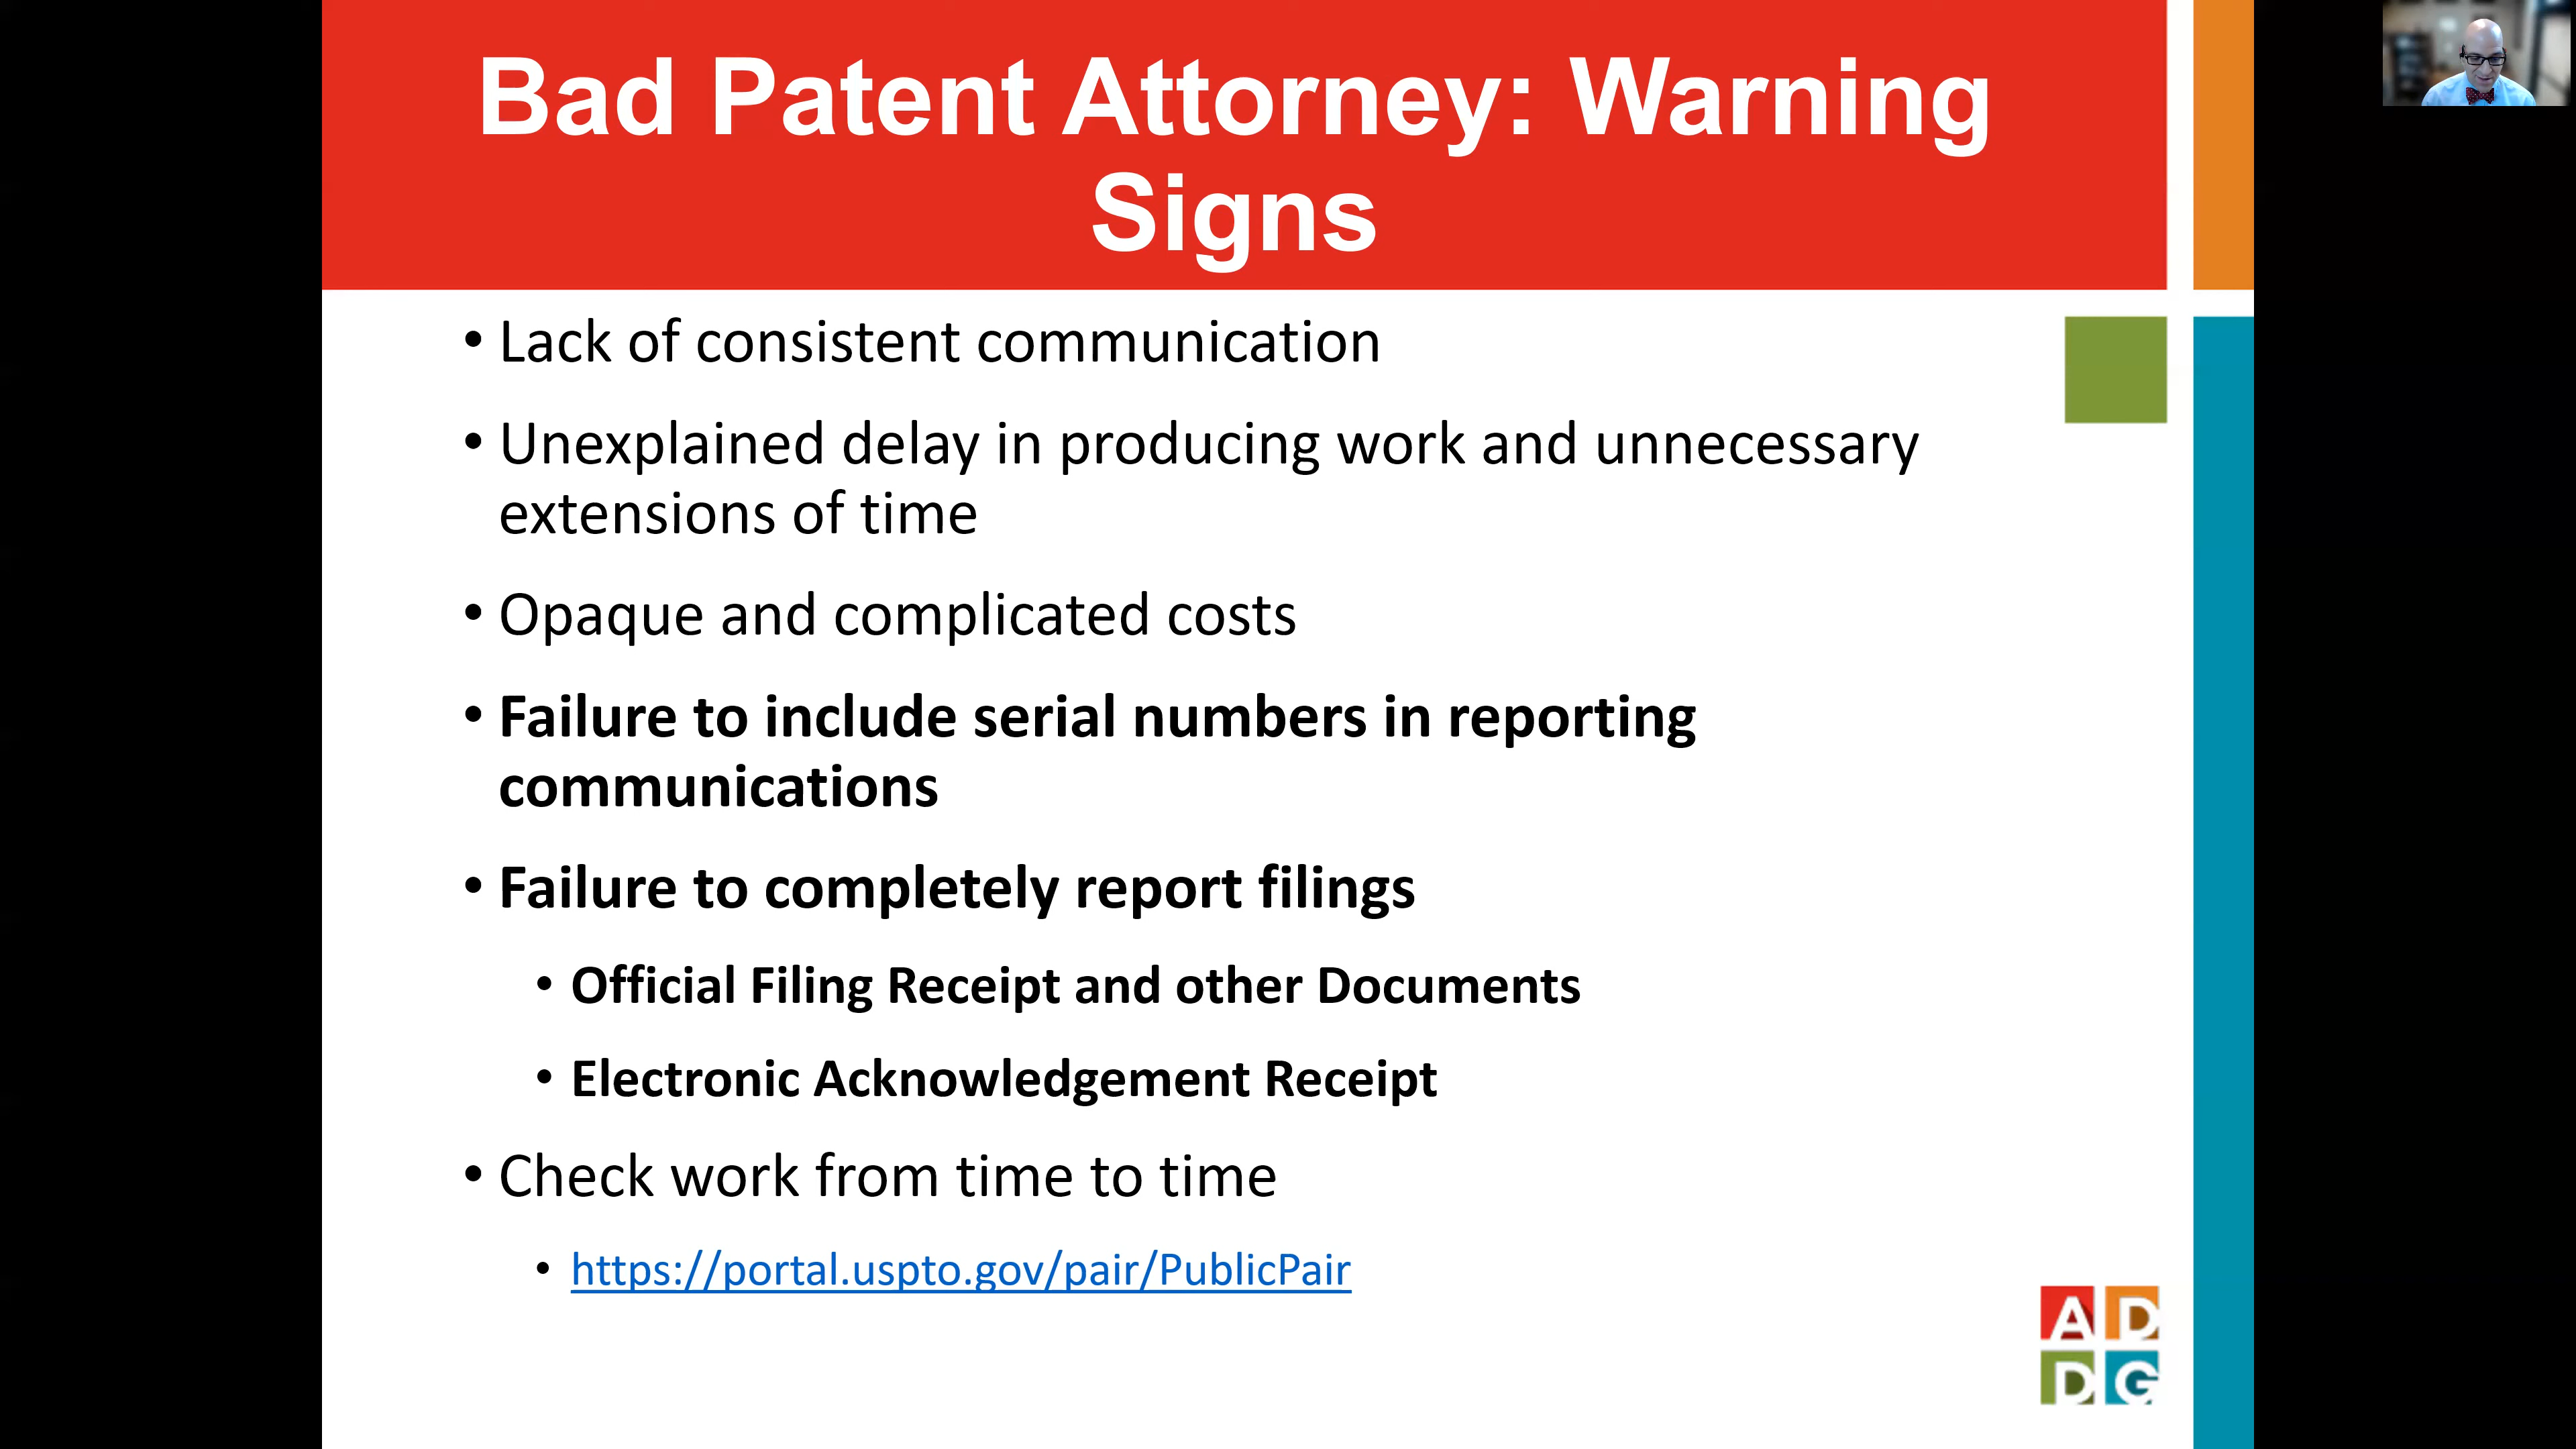 Bad Patent Attorney: Warning
Signs
• Lack of consistent communication
• Unexplained delay in producing work and unnecessary
extensions of time
• Opaque and complicated costs
• Failure to include serial numbers in reporting
communications
• Failure to completely report filings
• Official Filing Receipt and other Documents
• Electronic Acknowledgement Receipt
• Check work from time to time
• https://portal.uspto.gov/pair/PublicPair
A D
D G